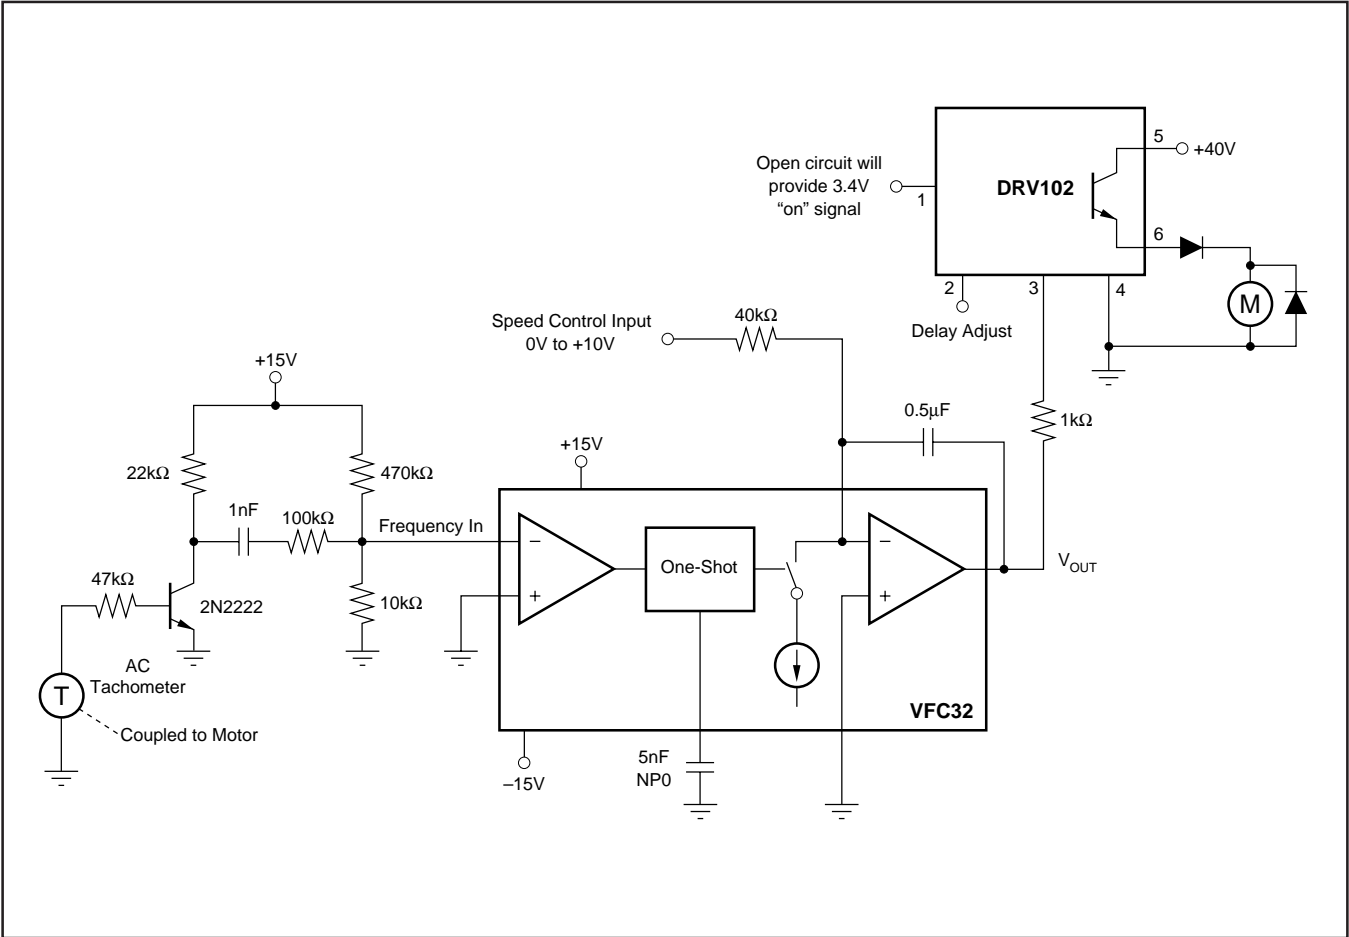 Open circuit will
provide 3.4V
“on” signal
1
DRV102
5
+40V
6
2
3
4
M
Delay Adjust
Speed Control Input
0V to +10V
40kΩ
+15V
0.5µF
1kΩ
22kΩ
470kΩ
+15V
1nF
100kΩ
Frequency In
–
+
One-Shot
–
+
VOUT
47kΩ
2N2222
10kΩ
AC
Tachometer
T
Coupled to Motor
VFC32
–15V
5nF
NP0